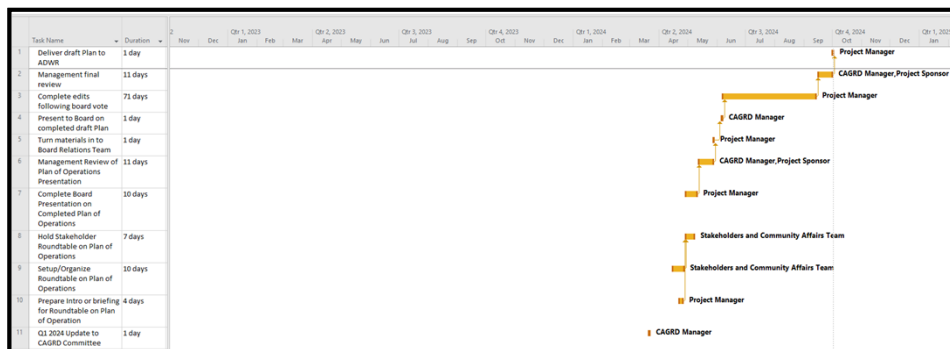 2 Qtr 1, 2023 Qtr 2, 2023 Qtr 3, 2023 Qtr 4, 2023 Qtr 1, 2024 Qtr 2, 2024 Qtr 3, 2024 Qtr 4, 2024 Qtr 1, 202
Task Name Duration Nov Dec Jan Feb Mar Apr May Jun Jul Aug Sep Oct Nov Dec Jan Feb Mar Apr May Jun Jul Aug Sep Oct Nov Dec Jan
1 Deliver draft Plan to 1 day Project Manager
ADWR
2 Management final 11 days CAGRD Manager,Project Sponsor
review
3 Complete edits 71 days Project Manager
following board vote
4 Present to Board on 1 day CAGRD Manager
completed draft Plan
5 Turn materials in to 1 day Project Manager
Board Relations Team
6 Management Review of 11 days CAGRD Manager,Project Sponsor
Plan of Operations
Presentation
7 Complete Board 10 days Project Manager
Presentation on
Completed Plan of
Operations
8 Hold Stakeholder 7 days Stakeholders and Community Affairs Team
Roundtable on Plan of
Operations
9 Setup/Organize 10 days Stakeholders and Community Affairs Team
Roundtable on Plan of
Operations
10 Prepare Intro or briefing 4 days Project Manager
for Roundtable on Plan
of Operation
11 Q1 2024 Update to 1 day CAGRD Manager
CAGRD Committee